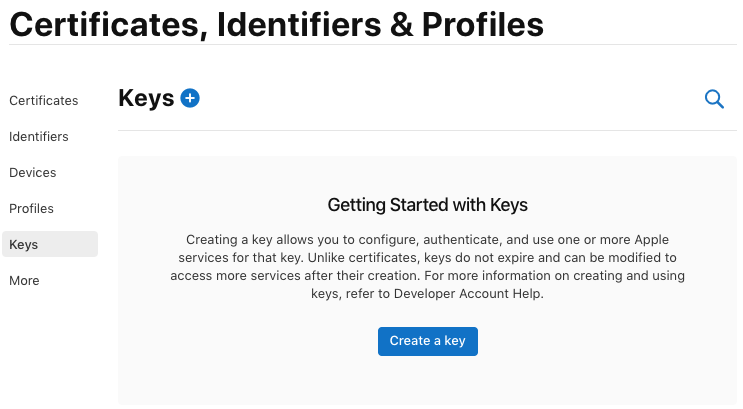 Certificates, Identifiers & Profiles
Certificates
Identifiers
Devices
Profiles
Keys
More
Keys
Getting Started with Keys
Creating a key allows you to configure, authenticate, and use one or more Apple
services for that key. Unlike certificates, keys do not expire and can be modified to
access more services after their creation. For more information on creating and using
keys, refer to Developer Account Help.
Create a key